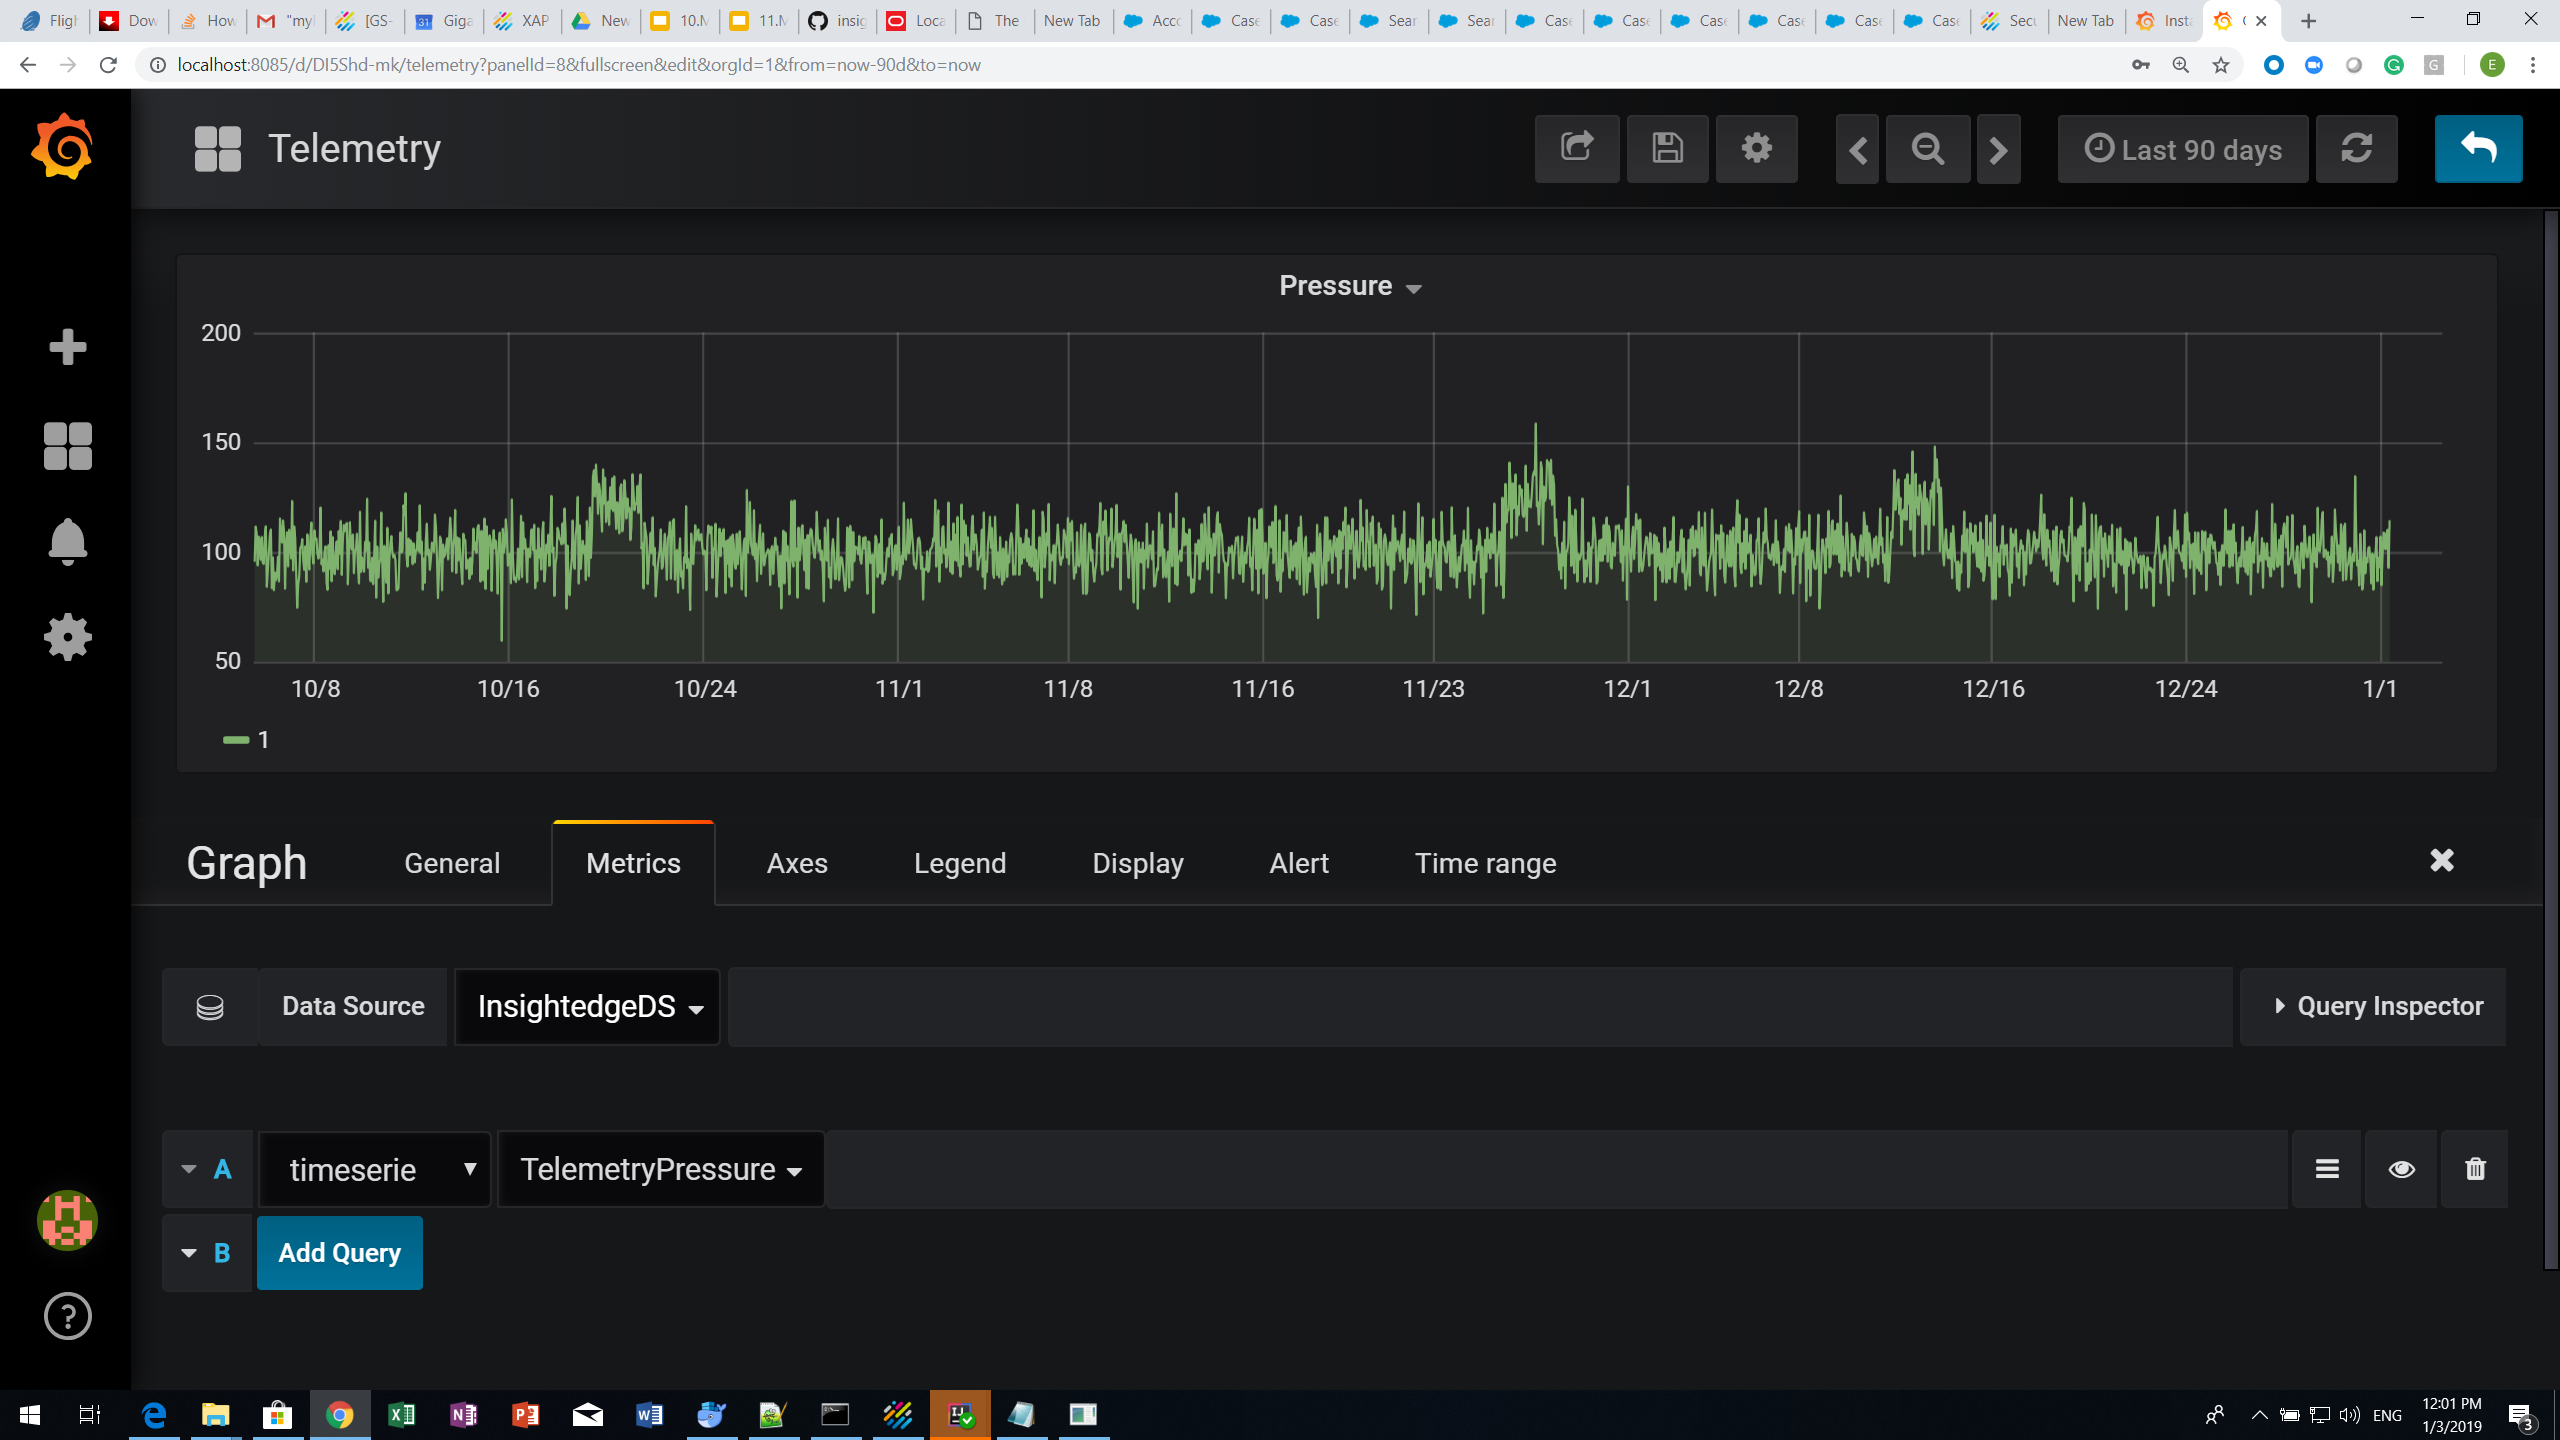 Fligh Dow How "myl [GS- Giga XAP New 10.M 11.M insig Loca The New Tab Acco Case Case Sear Sear Case Case Case Case Case Case Secu New Tab Insta
localhost:8085/d/DI5Shd-mk/telemetry?panelId=8&fullscreen&edit&orgId=1&from=now-90d&to=now
E
Telemetry
Last 90 days
Pressure
200
150
100
50
10/8 10/16 10/24 11/1 11/8 11/16 11/23 12/1 12/8 12/16 12/24 1/1
1
Graph General Metrics Axes Legend Display Alert Time range
Data Source InsightedgeDS Query Inspector
A timeserie TelemetryPressure
B Add Query
ENG
12:01 PM
1/3/2019
3